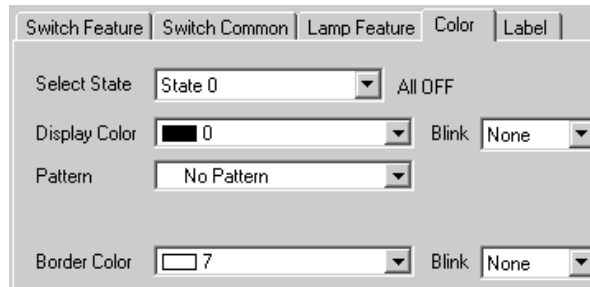 Switch Feature Switch Common Lamp Feature Color Label
Select State State 0 All OFF
Display Color 0 Blink None
Pattern No Pattern
Border Color 7 Blink None